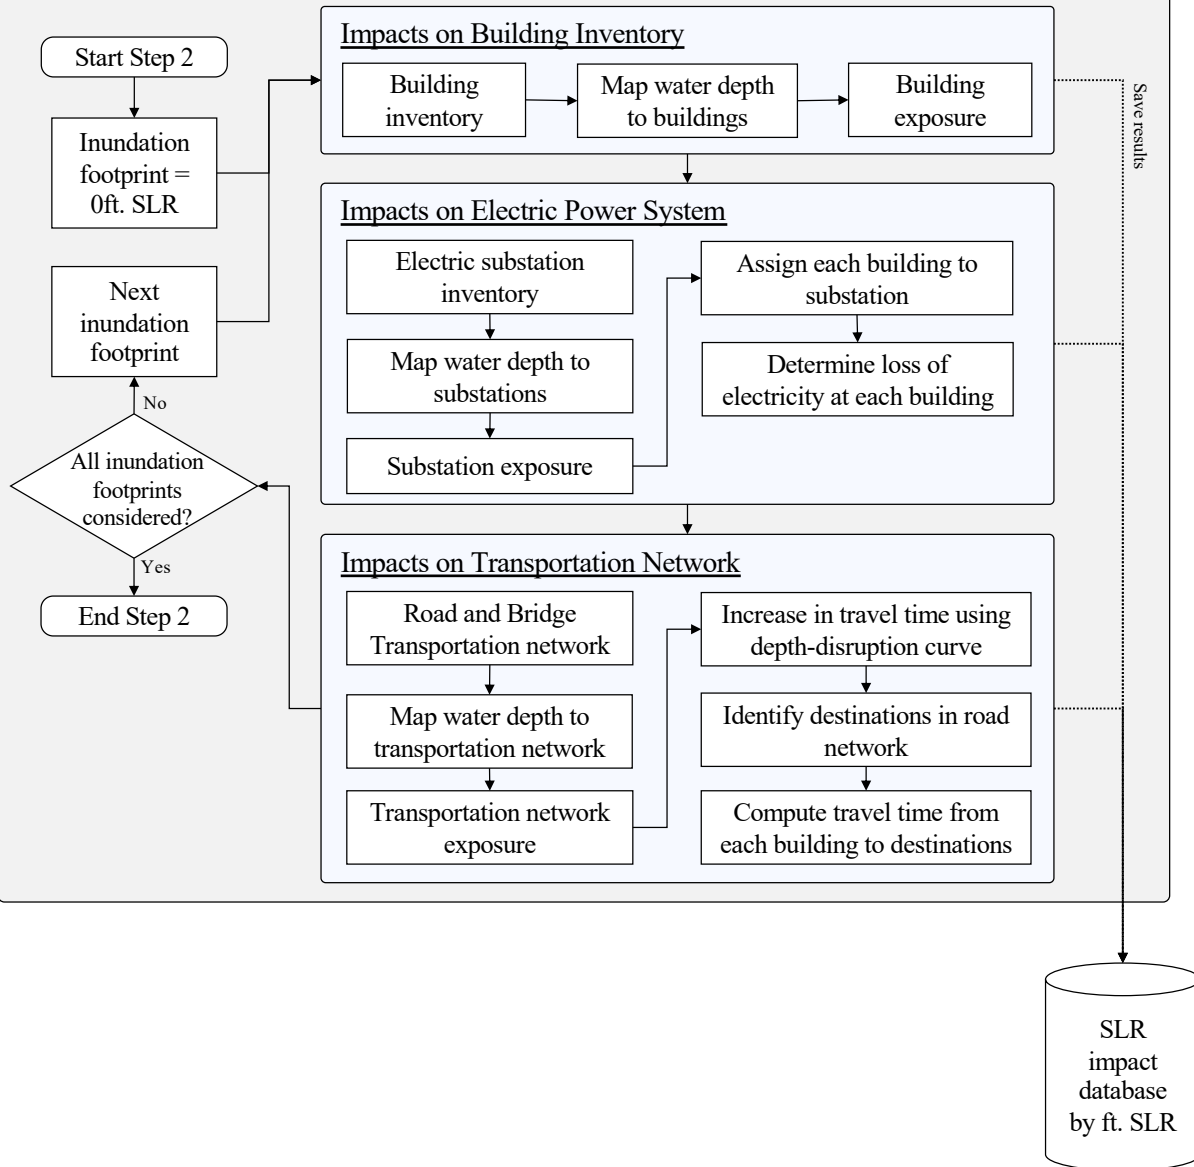 Start Step 2
Inundation
footprint =
0ft. SLR
Next
inundation
footprint
No
All inundation
footprints
considered?
Yes
End Step 2
Impacts on Building Inventory
Building
inventory
Map water depth
to buildings
Building
exposure
Impacts on Electric Power System
Electric substation
inventory
Map water depth to
substations
Substation exposure
Assign each building to
substation
Determine loss of
electricity at each building
Impacts on Transportation Network
Road and Bridge
Transportation network
Map water depth to
transportation network
Transportation network
exposure
Increase in travel time using
depth-disruption curve
Identify destinations in road
network
Compute travel time from
each building to destinations
Save results
SLR
impact
database
by ft. SLR